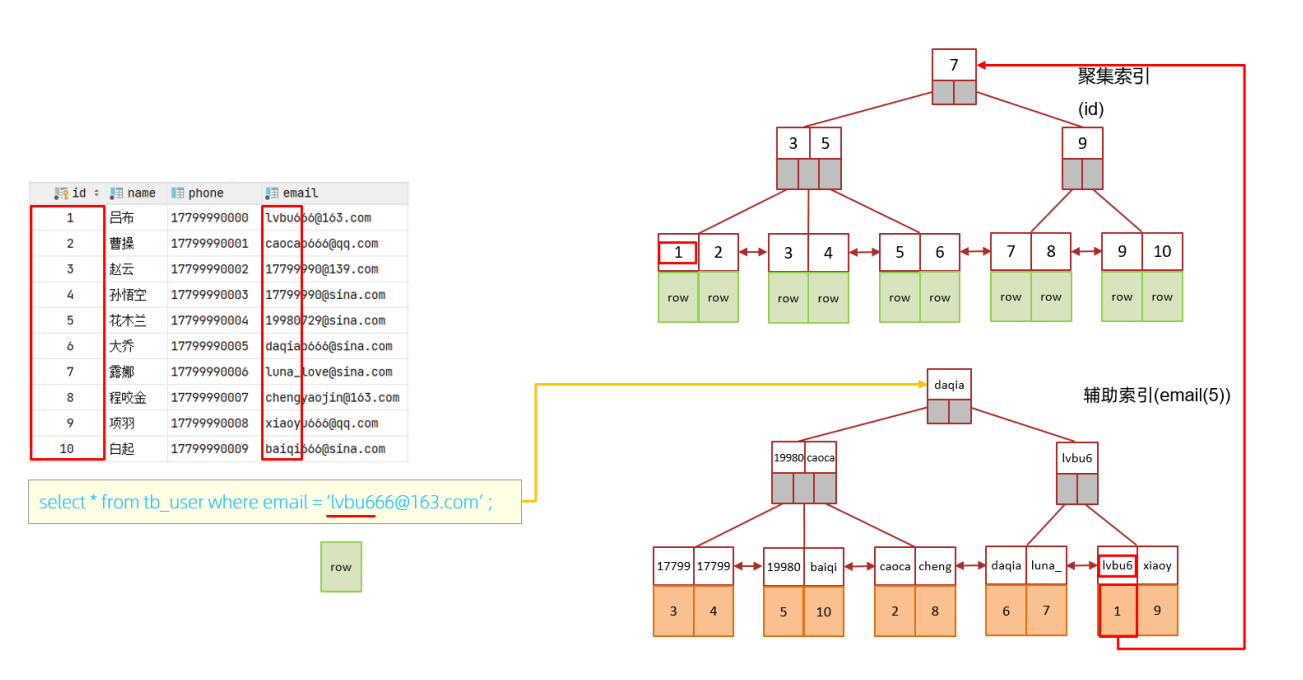 7
聚集索引
(id)
3 5
9
1 2 3 4 5 6 7 8 9 10
row row row row row row row row row row
id name phone email
1 吕布 17799990000 lvbu666@163.com
2 曹操 17799990001 caocao666@qq.com
3 赵云 17799990002 17799990@139.com
4 孙悟空 17799990003 17799990@sina.com
5 花木兰 17799990004 19980729@sina.com
6 大乔 17799990005 daqiao666@sina.com
7 露娜 17799990006 luna_love@sina.com
8 程咬金 17799990007 chengyaojin@163.com
9 项羽 17799990008 xiaoyu666@qq.com
10 白起 17799990009 baiqi666@sina.com
select * from tb_user where email = ‘lvbu666@163.com’ ;
row
daqia
辅助索引(email(5))
19980 caoca
lvbu6
17799 17799 19980 baiqi caoca cheng daqia luna_ lvbu6 xiaoy
3 4 5 10 2 8 6 7 1 9